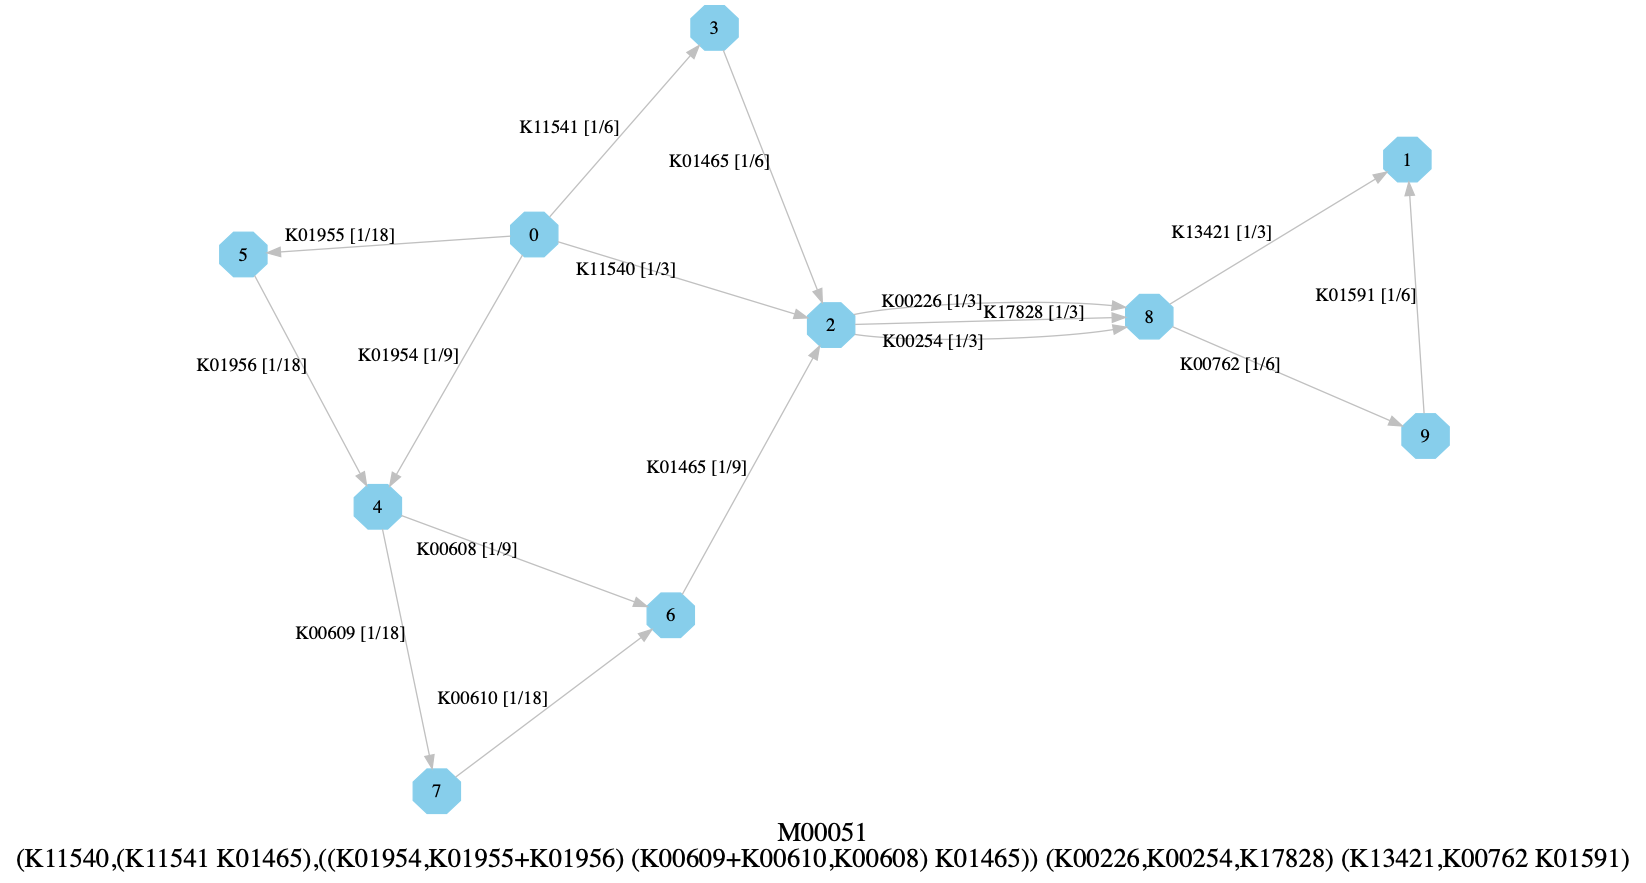 3
K11541 [1/6]
K01465 [1/6]
1
K13421 [1/3]
0
K01955 [1/18]
5
K11540 [1/3]
K00226 [1/3]
K17828 [1/3]
K00254 [1/3]
2
8
K01591 [1/6]
K01956 [1/18]
K01954 [1/9]
K00762 [1/6]
9
K01465 [1/9]
4
K00608 [1/9]
6
K00609 [1/18]
K00610 [1/18]
7
M00051
(K11540,(K11541 K01465),((K01954,K01955+K01956) (K00609+K00610,K00608) K01465)) (K00226,K00254,K17828) (K13421,K00762 K01591)